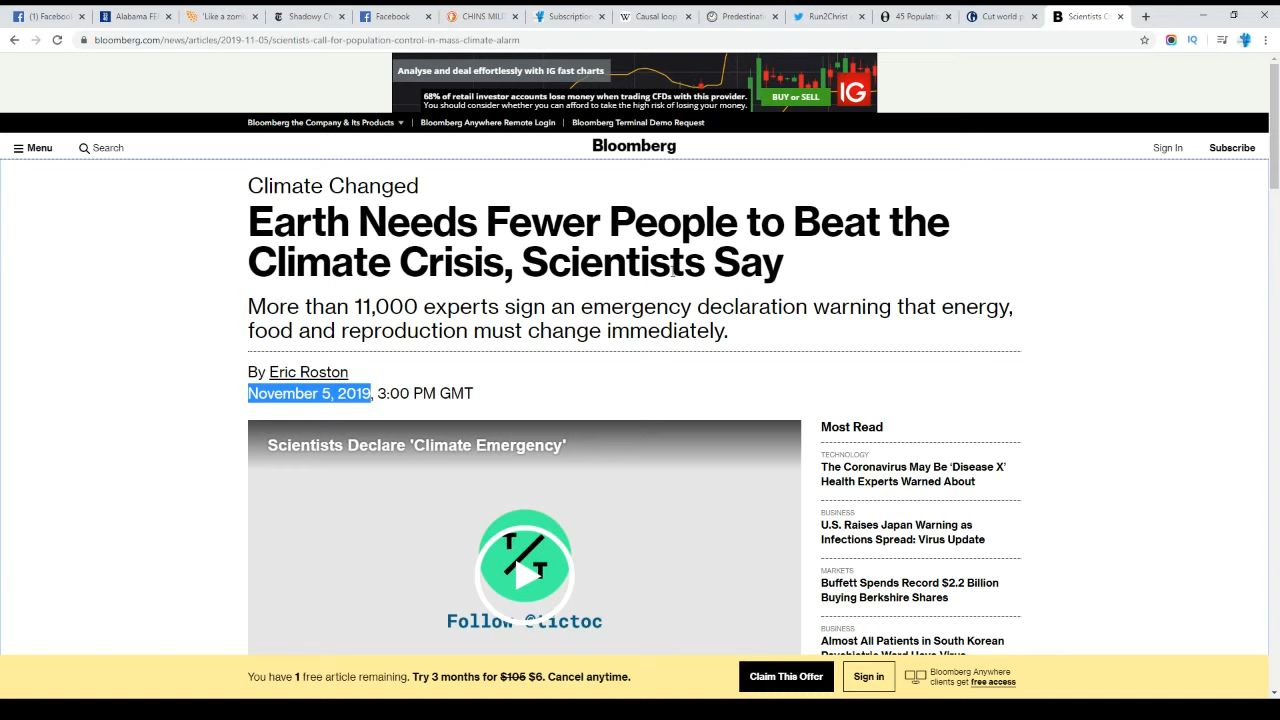 (1) Facebook
Alabama FE
'Like a zom
Shadowy C
Facebook
CHINS MILI
Subscription
Causal loop
Predestinat
Run2Christ
45 Populati
Cut world p
Scientists C
bloomberg.com/news/articles/2019-11-05/scientists-call-for-population-control-in-mass-climate-alarm
Analyse and deal effortlessly with IG fast charts
68% of retail investor accounts lose money when trading CFDs with this provider.
You should consider whether you can afford to take the high risk of losing your money.
BUY or SELL
IG
Bloomberg the Company & Its Products
Bloomberg Anywhere Remote Login
Bloomberg Terminal Demo Request
Menu
Search
Bloomberg
Sign In
Subscribe
Climate Changed
Earth Needs Fewer People to Beat the
Climate Crisis, Scientists Say
More than 11,000 experts sign an emergency declaration warning that energy,
food and reproduction must change immediately.
By Eric Roston
November 5, 2019, 3:00 PM GMT
Scientists Declare 'Climate Emergency'
T/T
Follow @tictoc
Most Read
TECHNOLOGY
The Coronavirus May Be ‘Disease X’
Health Experts Warned About
BUSINESS
U.S. Raises Japan Warning as
Infections Spread: Virus Update
MARKETS
Buffett Spends Record $2.2 Billion
Buying Berkshire Shares
BUSINESS
Almost All Patients in South Korean
Psychiatric Ward Have Virus
You have 1 free article remaining. Try 3 months for $105 $6. Cancel anytime.
Claim This Offer
Sign in
Bloomberg Anywhere
clients get free access